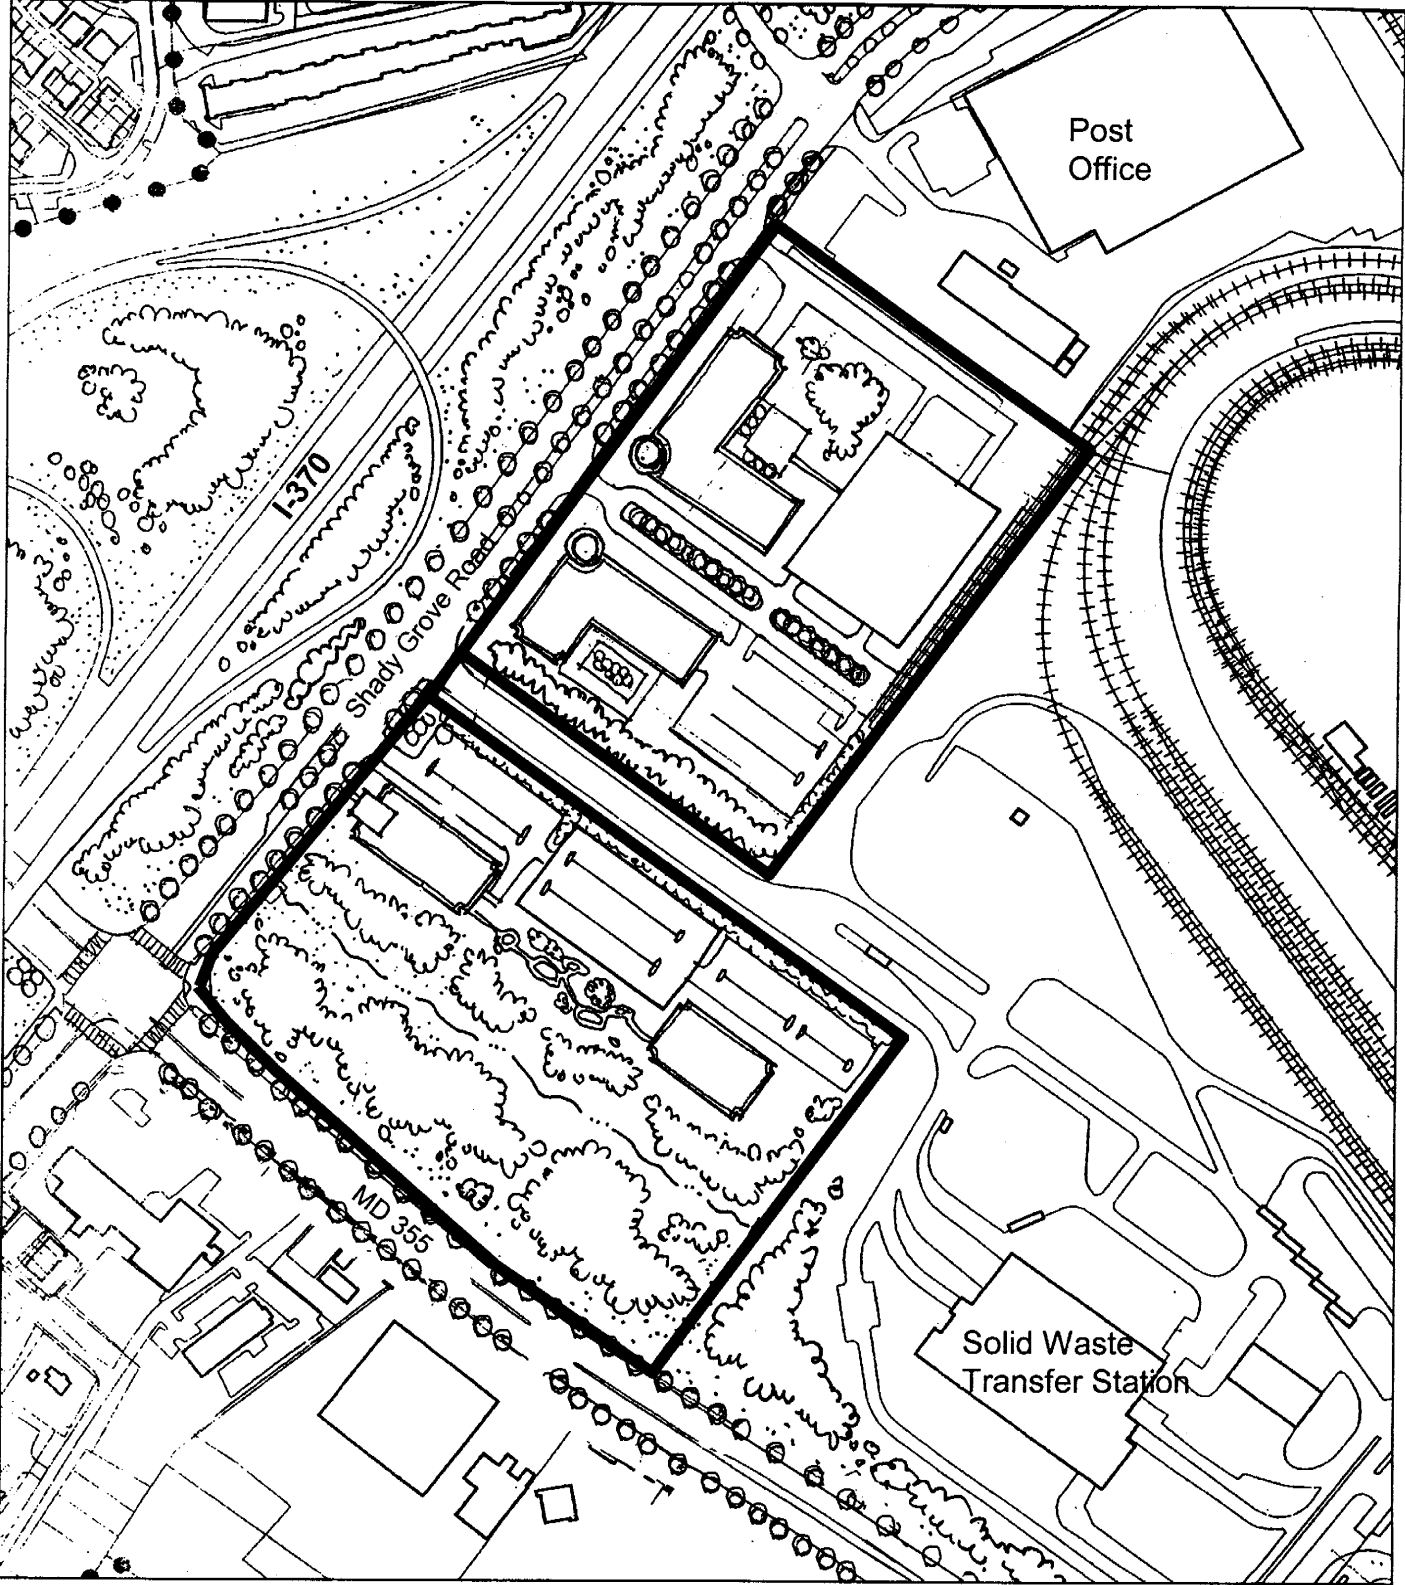 Post
Office
I-370
Shady Grove Road
MD 355
Solid Waste
Transfer Station